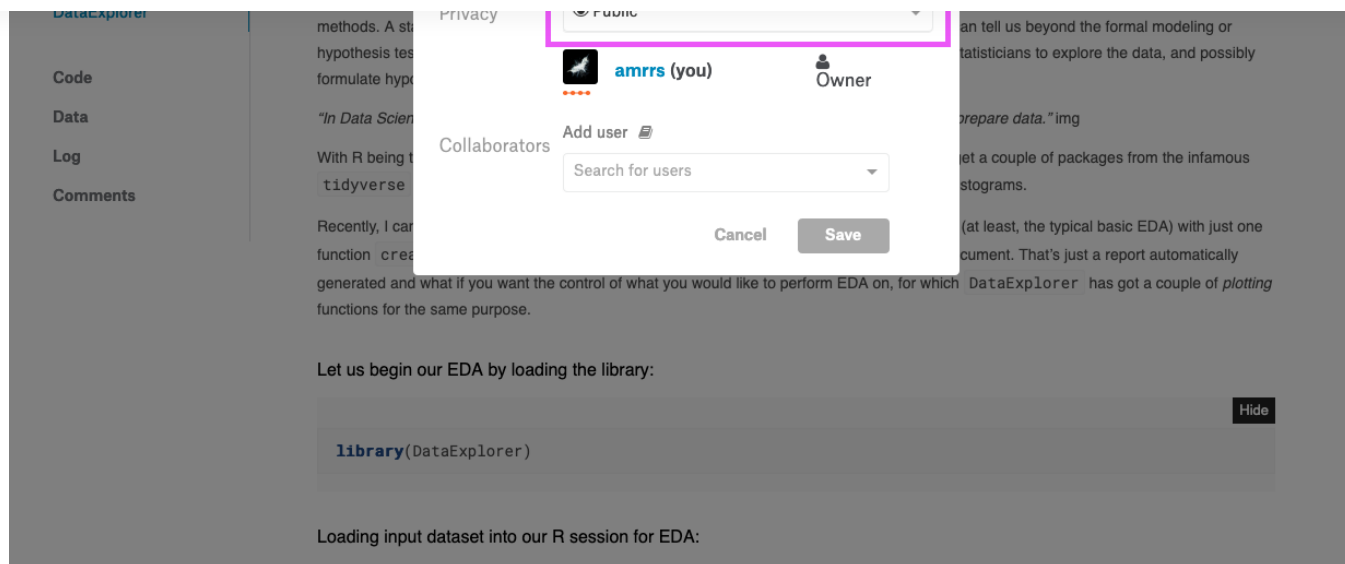 DataExplorer
Code
Data
Log
Comments
Privacy
Public
amrrs (you)
Owner
Collaborators
Add user
Search for users
Cancel
Save
methods. A sta an tell us beyond the formal modeling or
hypothesis tes tatisticians to explore the data, and possibly
formulate hypo
“In Data Scien prepare data.” img
With R being t get a couple of packages from the infamous
tidyverse stograms.
Recently, I car (at least, the typical basic EDA) with just one
function crea cument. That’s just a report automatically
generated and what if you want the control of what you would like to perform EDA on, for which DataExplorer has got a couple of plotting
functions for the same purpose.
Let us begin our EDA by loading the library:
Hide
library(DataExplorer)
Loading input dataset into our R session for EDA: